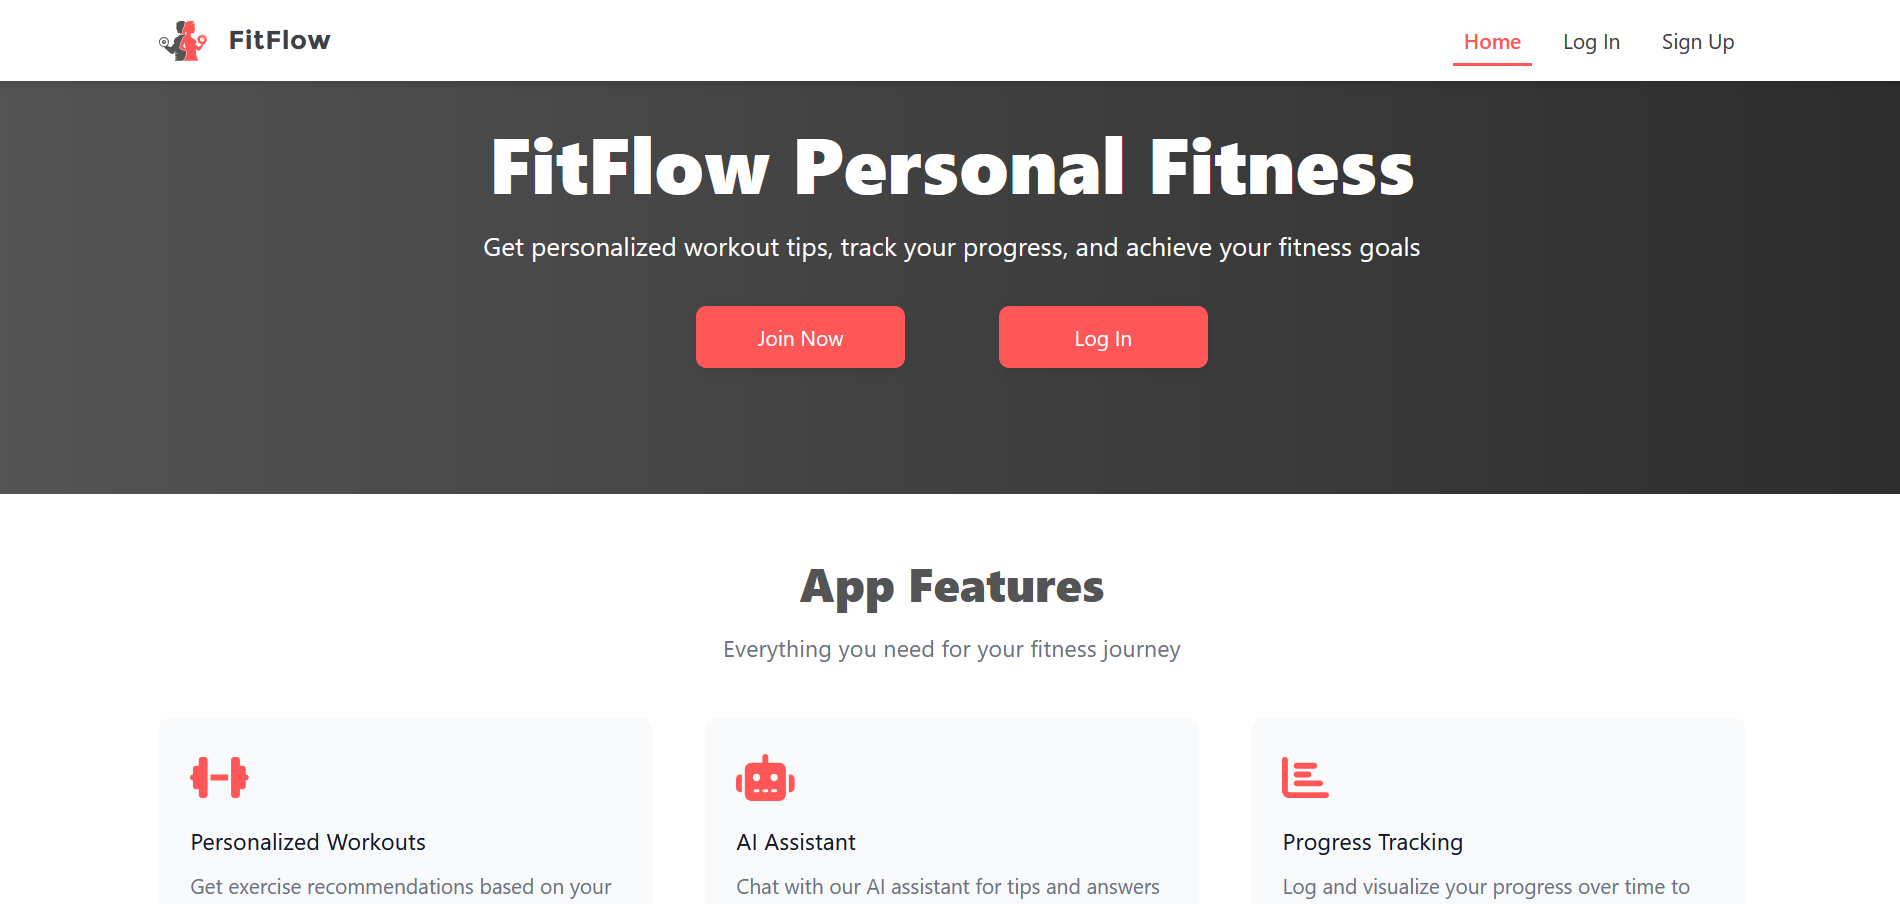 FitFlow
Home
Log In
Sign Up
FitFlow Personal Fitness
Get personalized workout tips, track your progress, and achieve your fitness goals
Join Now
Log In
App Features
Everything you need for your fitness journey
Personalized Workouts
Get exercise recommendations based on your
AI Assistant
Chat with our AI assistant for tips and answers
Progress Tracking
Log and visualize your progress over time to